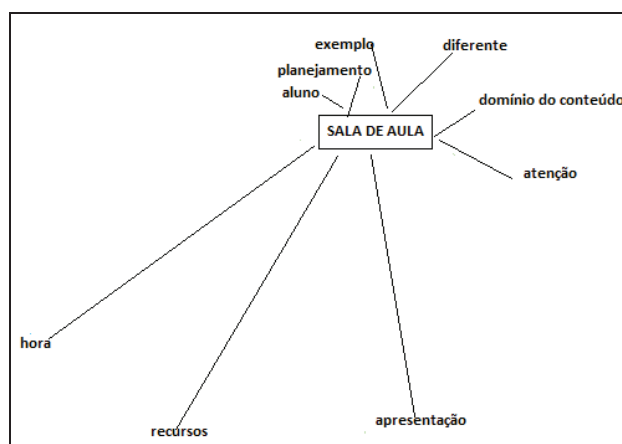 exemplo
diferente
planejamento
aluno
domínio do conteúdo
SALA DE AULA
atenção
hora
apresentação
recursos